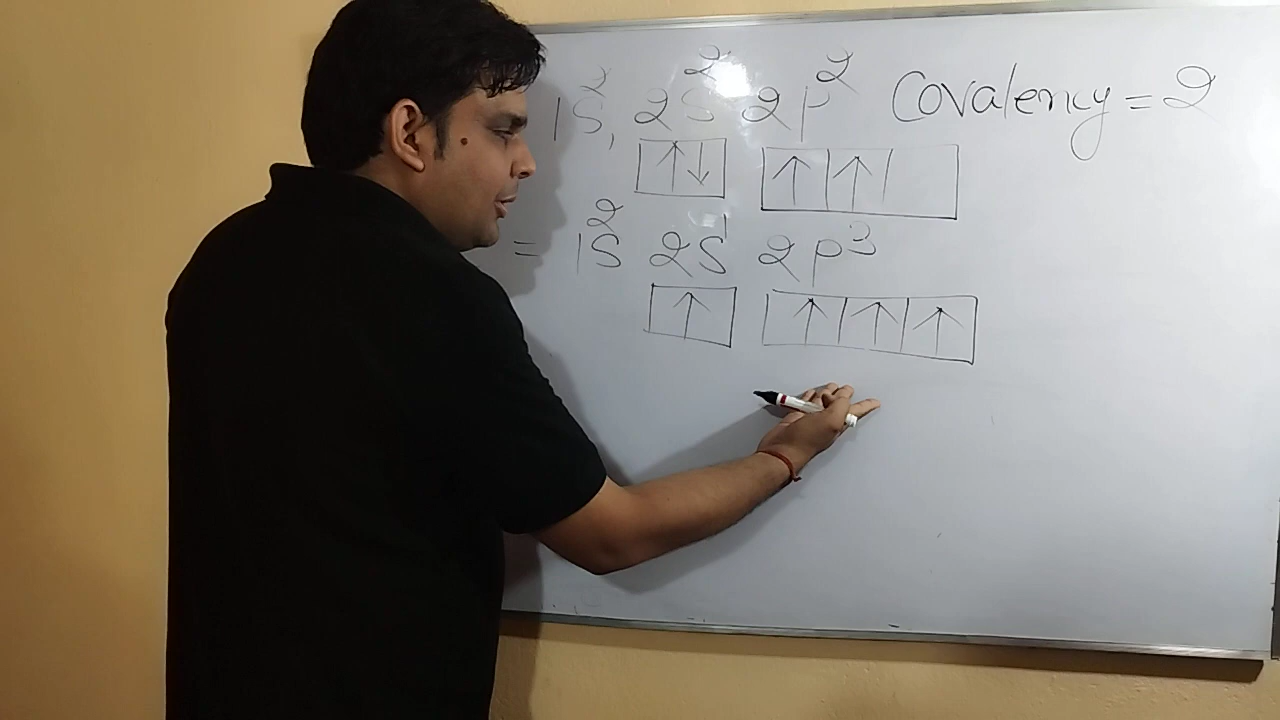 1S², 2S² 2P² Covalency = 2
↑↓ ↑ ↑
= 1S² 2S¹ 2P³
↑ ↑ ↑ ↑